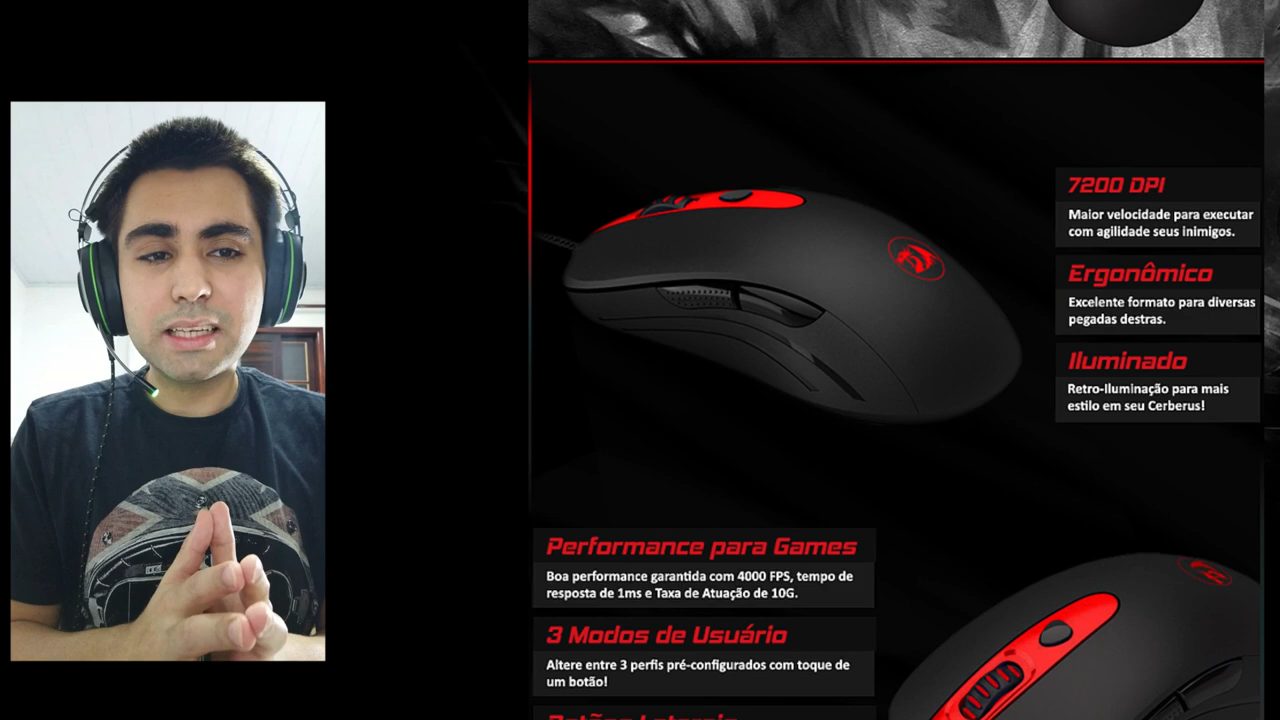 7200 DPI
Maior velocidade para executar
com agilidade seus inimigos.
Ergonômico
Excelente formato para diversas
pegadas destras.
Iluminado
Retro-Iluminação para mais
estilo em seu Cerberus!
Performance para Games
Boa performance garantida com 4000 FPS, tempo de
resposta de 1ms e Taxa de Atuação de 10G.
3 Modos de Usuário
Altere entre 3 perfis pré-configurados com toque de
um botão!
Botões Laterais